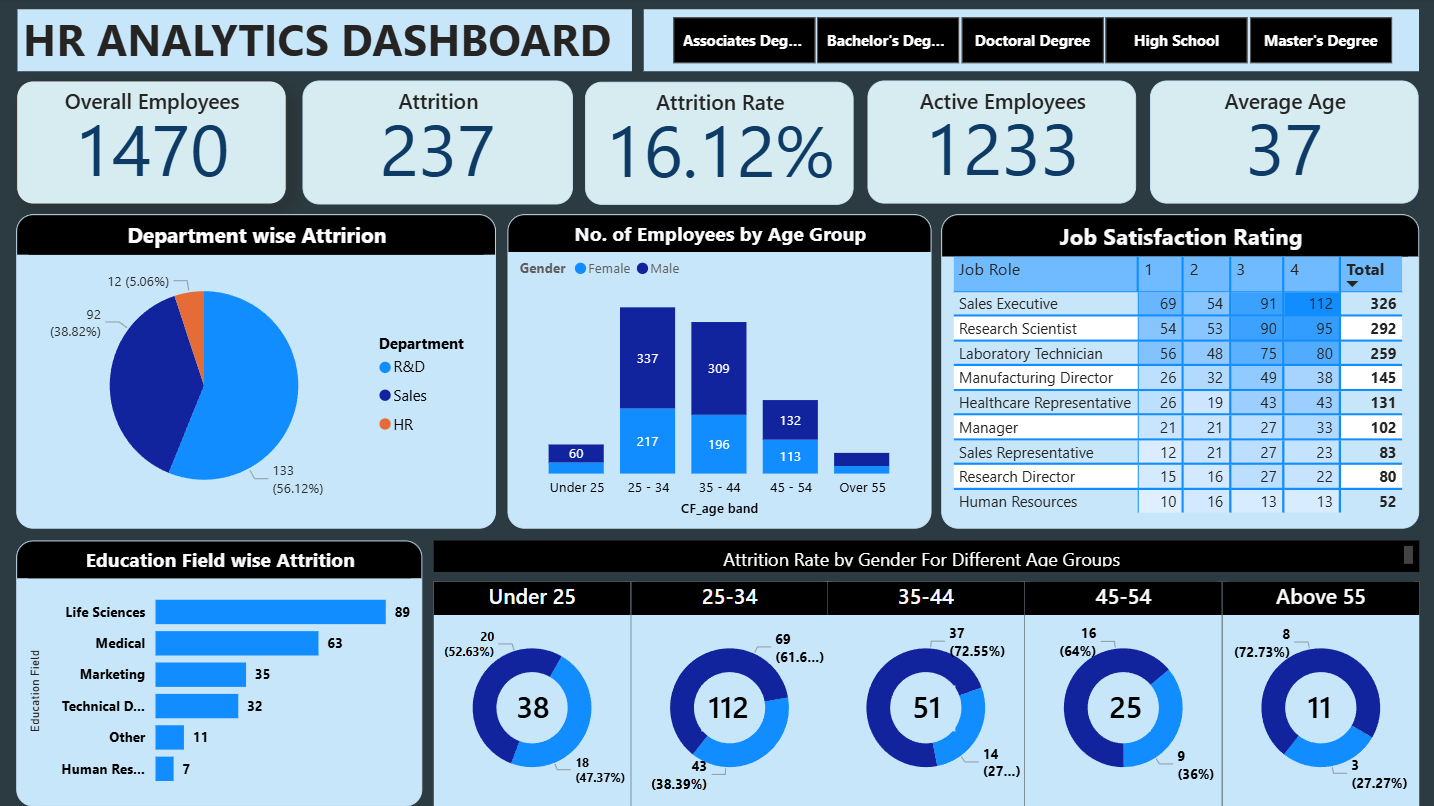 HR ANALYTICS DASHBOARD
Associates Deg...
Bachelor's Deg...
Doctoral Degree
High School
Master's Degree
Overall Employees
1470
Attrition
237
Attrition Rate
16.12%
Active Employees
1233
Average Age
37
Department wise Attririon
12 (5.06%)
92
(38.82%)
133
(56.12%)
Department
R&D
Sales
HR
No. of Employees by Age Group
Gender Female Male
337
309
60
217
196
132
113
Under 25 25 - 34 35 - 44 45 - 54 Over 55
CF_age band
Job Satisfaction Rating
Job Role 1 2 3 4 Total
Sales Executive 69 54 91 112 326
Research Scientist 54 53 90 95 292
Laboratory Technician 56 48 75 80 259
Manufacturing Director 26 32 49 38 145
Healthcare Representative 26 19 43 43 131
Manager 21 21 27 33 102
Sales Representative 12 21 27 23 83
Research Director 15 16 27 22 80
Human Resources 10 16 13 13 52
Education Field wise Attrition
Education Field
Life Sciences 89
Medical 63
Marketing 35
Technical D... 32
Other 11
Human Res... 7
Attrition Rate by Gender For Different Age Groups
Under 25
20
(52.63%)
38
18
(47.37%)
25-34
69
(61.6...)
112
43
(38.39%)
35-44
37
(72.55%)
51
14
(27...)
45-54
16
(64%)
25
9
(36%)
Above 55
8
(72.73%)
11
3
(27.27%)